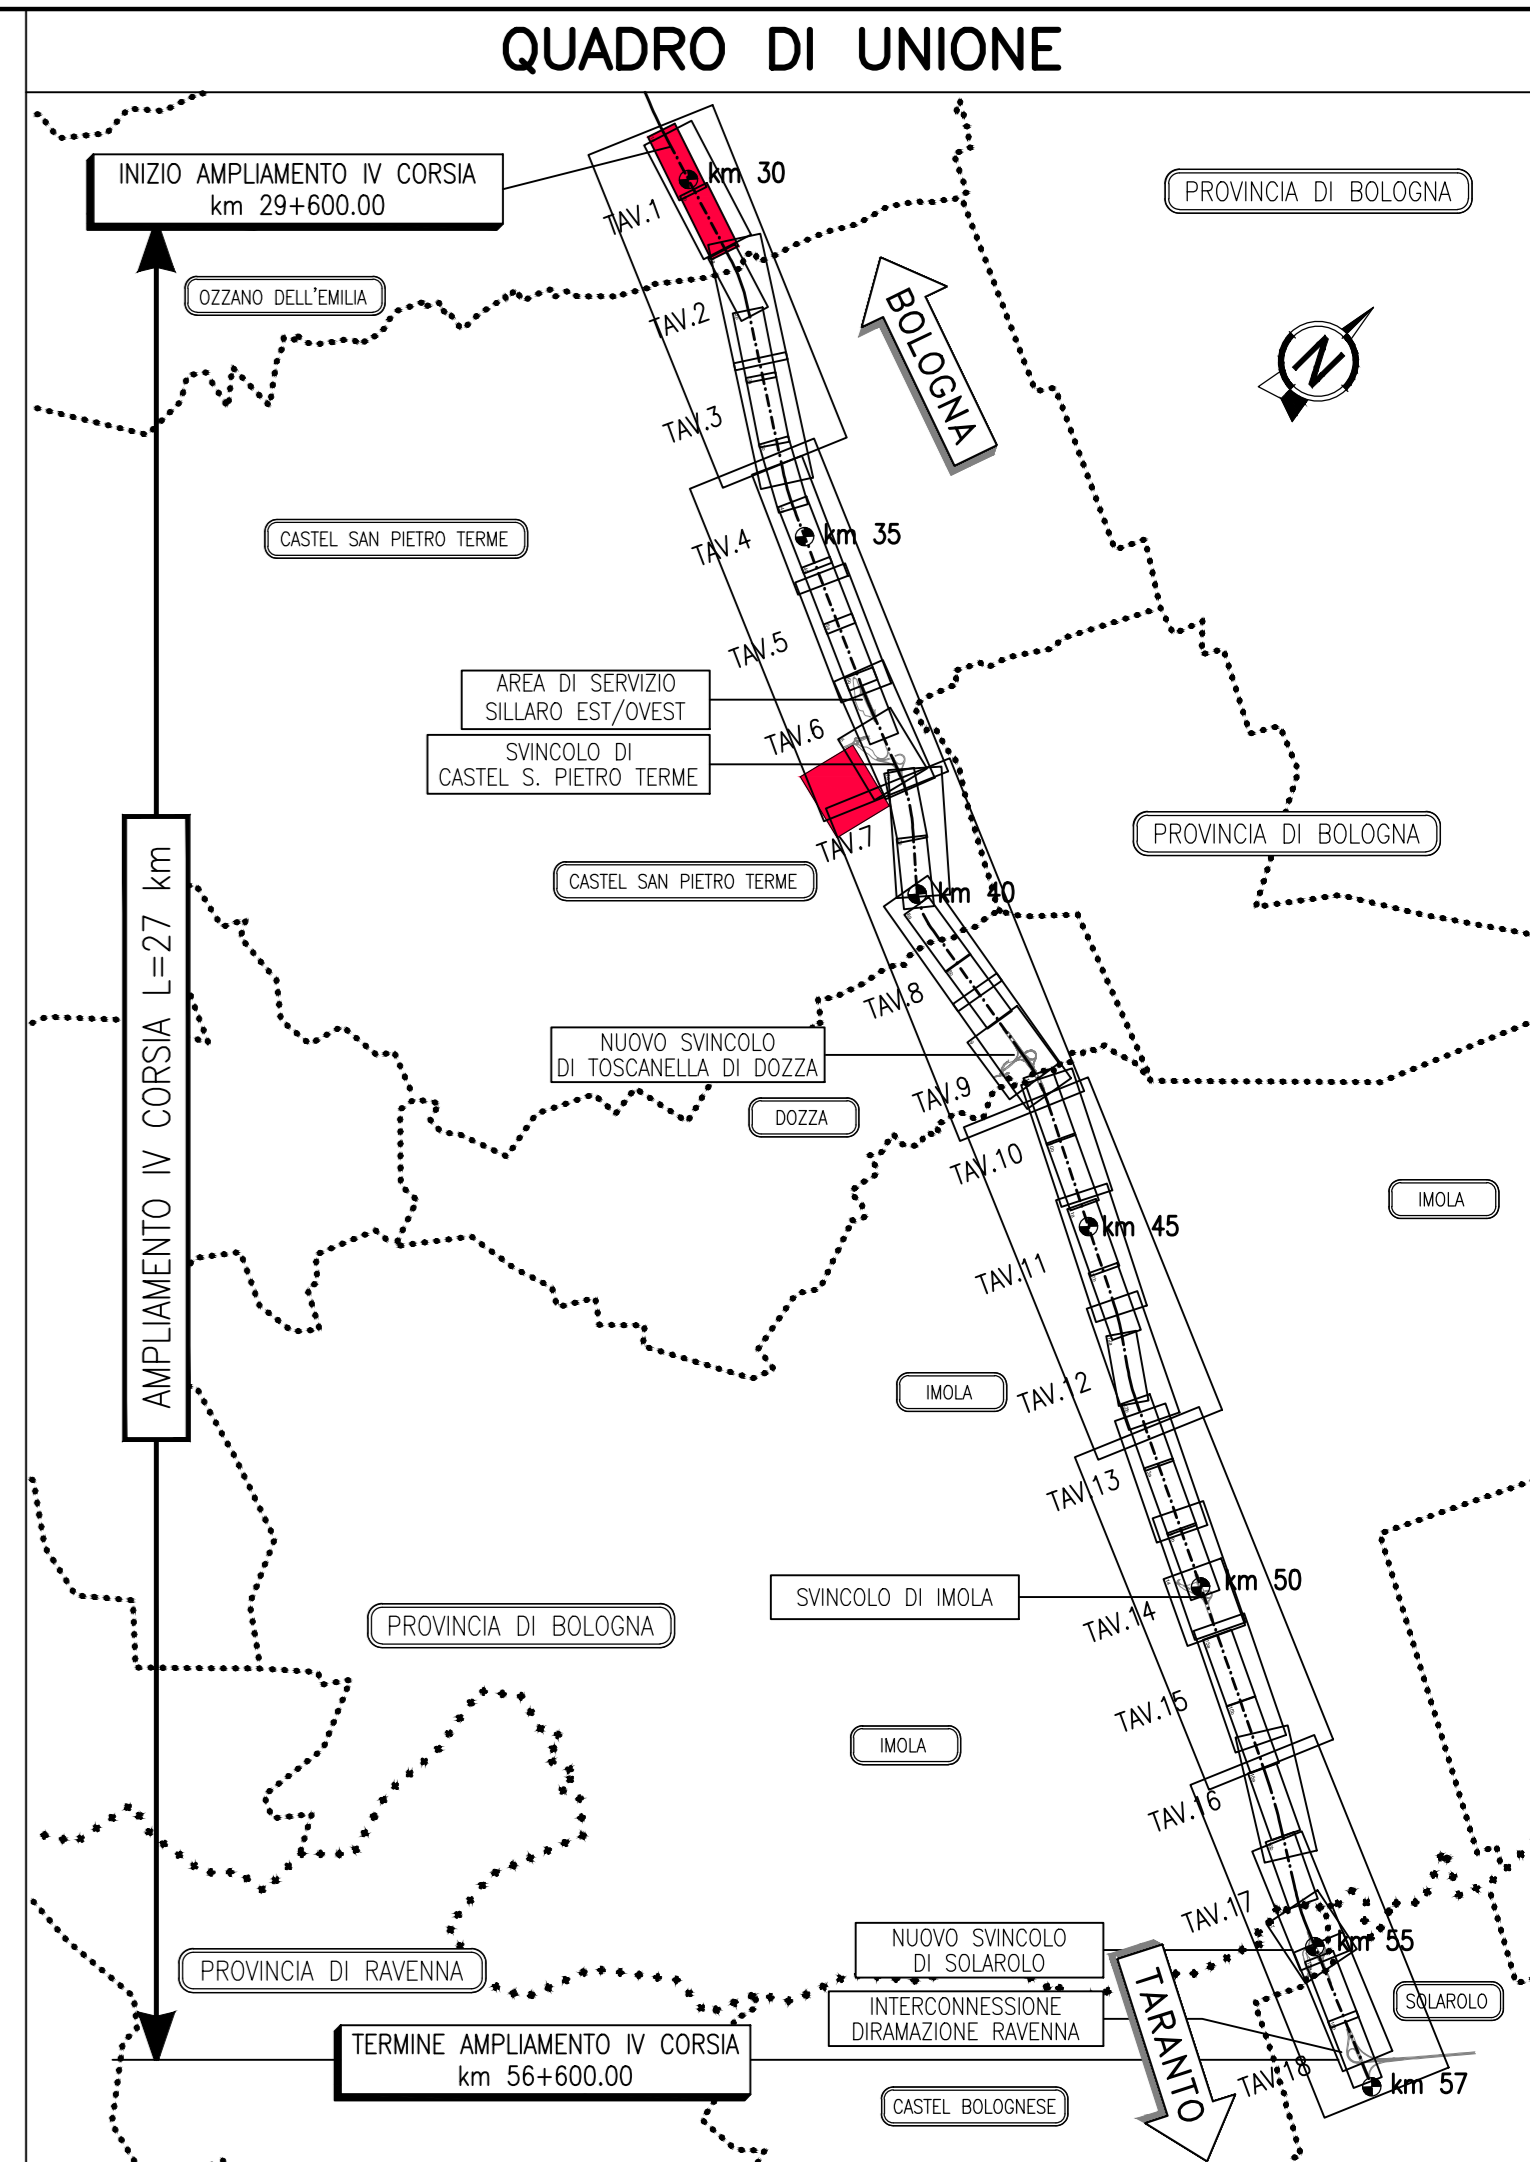 QUADRO DI UNIONE
INIZIO AMPLIAMENTO IV CORSIA
km 29+600.00
km 30
PROVINCIA DI BOLOGNA
TAV.1
OZZANO DELL'EMILIA
BOLOGNA
TAV.2
N
TAV.3
CASTEL SAN PIETRO TERME
TAV.4
km 35
TAV.5
AREA DI SERVIZIO
SILLARO EST/OVEST
TAV.6
SVINCOLO DI
CASTEL S. PIETRO TERME
TAV.7
PROVINCIA DI BOLOGNA
CASTEL SAN PIETRO TERME
km 40
AMPLIAMENTO IV CORSIA L=27 km
TAV.8
NUOVO SVINCOLO
DI TOSCANELLA DI DOZZA
TAV.9
DOZZA
TAV.10
IMOLA
km 45
TAV.11
IMOLA
TAV.12
TAV.13
km 50
SVINCOLO DI IMOLA
TAV.14
PROVINCIA DI BOLOGNA
TAV.15
IMOLA
TAV.16
TAV.17
NUOVO SVINCOLO
DI SOLAROLO
km 55
PROVINCIA DI RAVENNA
SOLAROLO
INTERCONNESSIONE
DIRAMAZIONE RAVENNA
TARANTO
TERMINE AMPLIAMENTO IV CORSIA
km 56+600.00
TAV.18
km 57
CASTEL BOLOGNESE